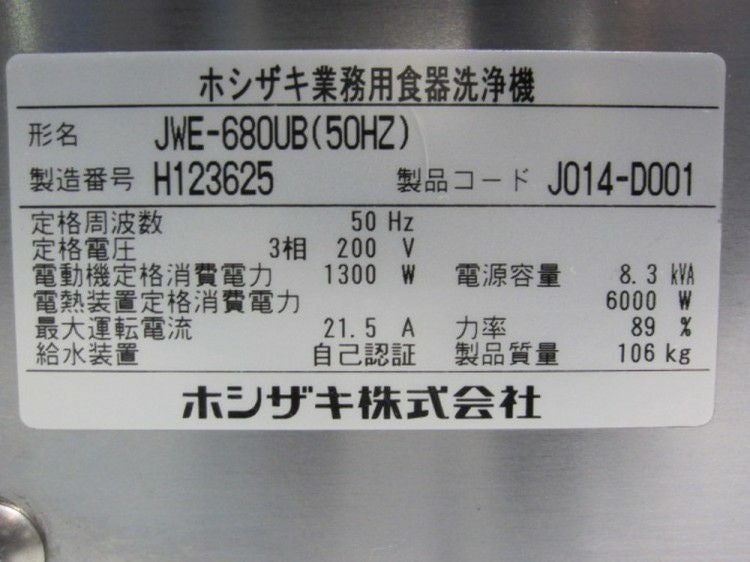 ホシザキ業務用食器洗浄機
形名 JWE-680UB(50HZ)
製造番号 H123625 製品コード J014-D001
定格周波数 50 Hz
定格電圧 3相 200 V
電動機定格消費電力 1300 W 電源容量 8.3 kVA
電熱装置定格消費電力 6000 W
最大運転電流 21.5 A 力率 89 %
給水装置 自己認証 製品質量 106 kg
ホシザキ株式会社